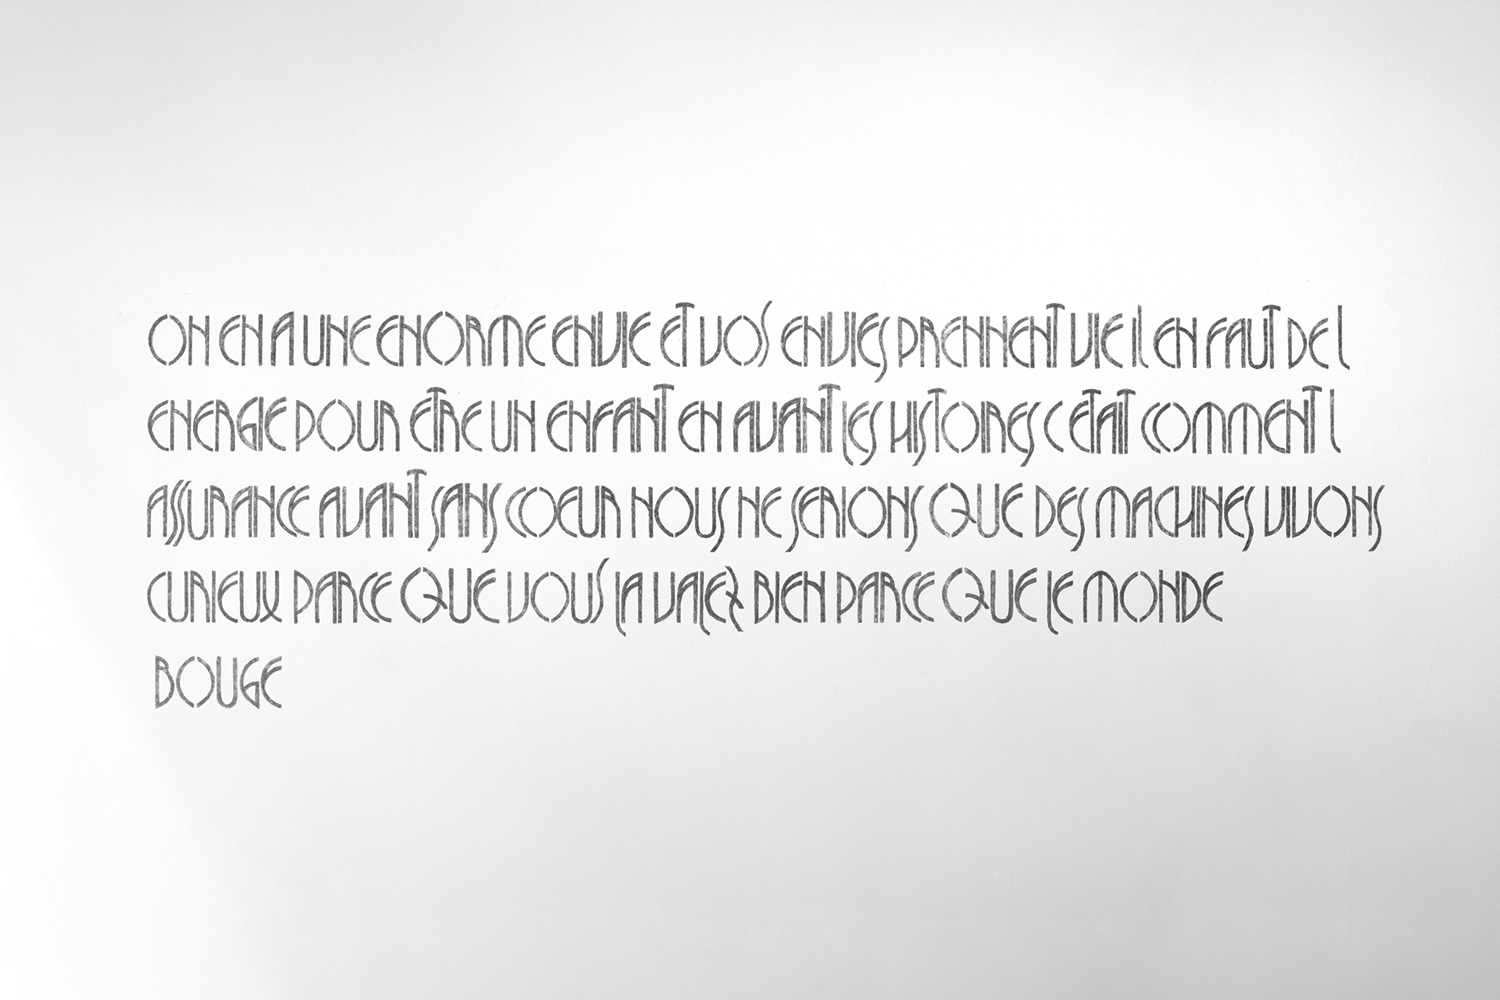 ON EN A UNE ENORME ENVIE ET VOS ENVIES PRENNENT VIE IL EN FAUT DE L
ENERGIE POUR ÊTRE UN ENFANT EN AVANT LES HISTOIRES C ÉTAIT COMMENT L
ASSURANCE AVANT SANS COEUR NOUS NE SERIONS QUE DES MACHINES VIVONS
CURIEUX PARCE QUE VOUS LA VALEZ BIEN PARCE QUE LE MONDE
BOUGE